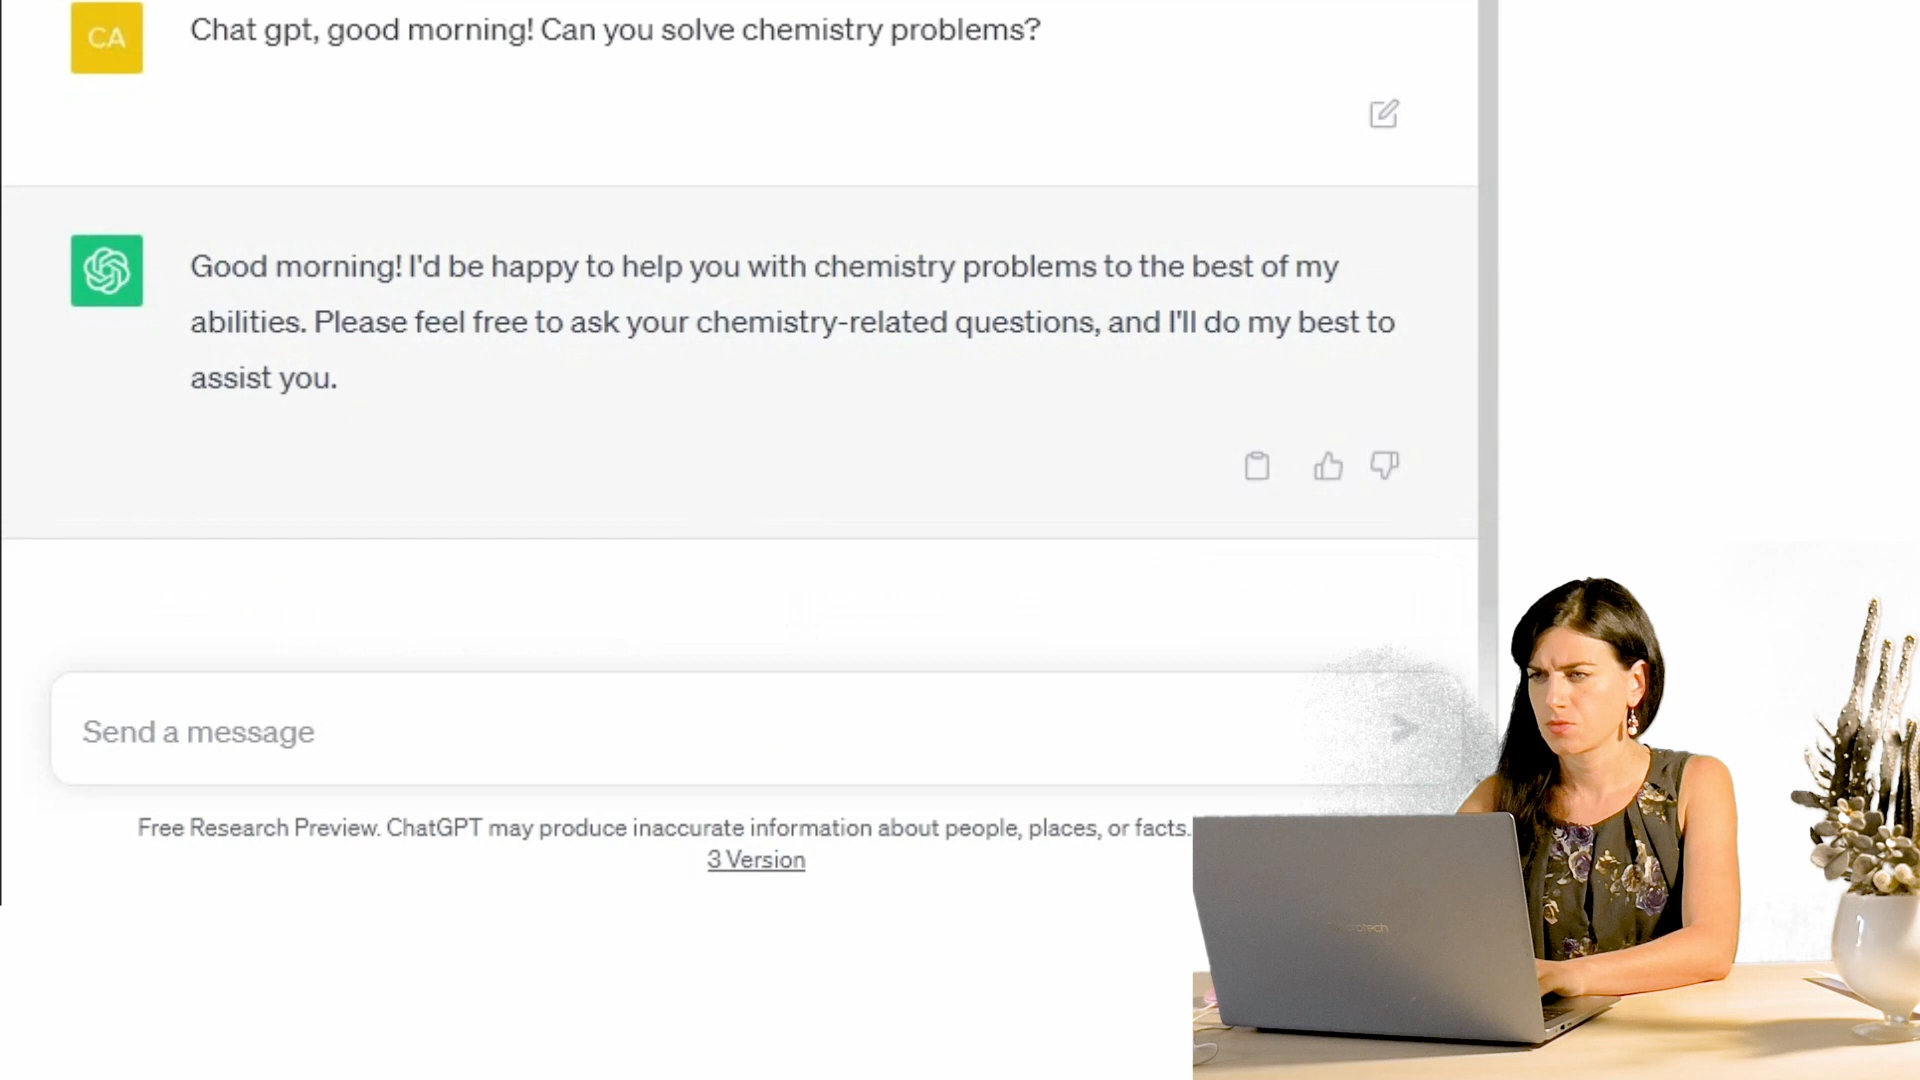 CA
Chat gpt, good morning! Can you solve chemistry problems?
Good morning! I'd be happy to help you with chemistry problems to the best of my
abilities. Please feel free to ask your chemistry-related questions, and I'll do my best to
assist you.
Send a message
Free Research Preview. ChatGPT may produce inaccurate information about people, places, or facts.
3 Version